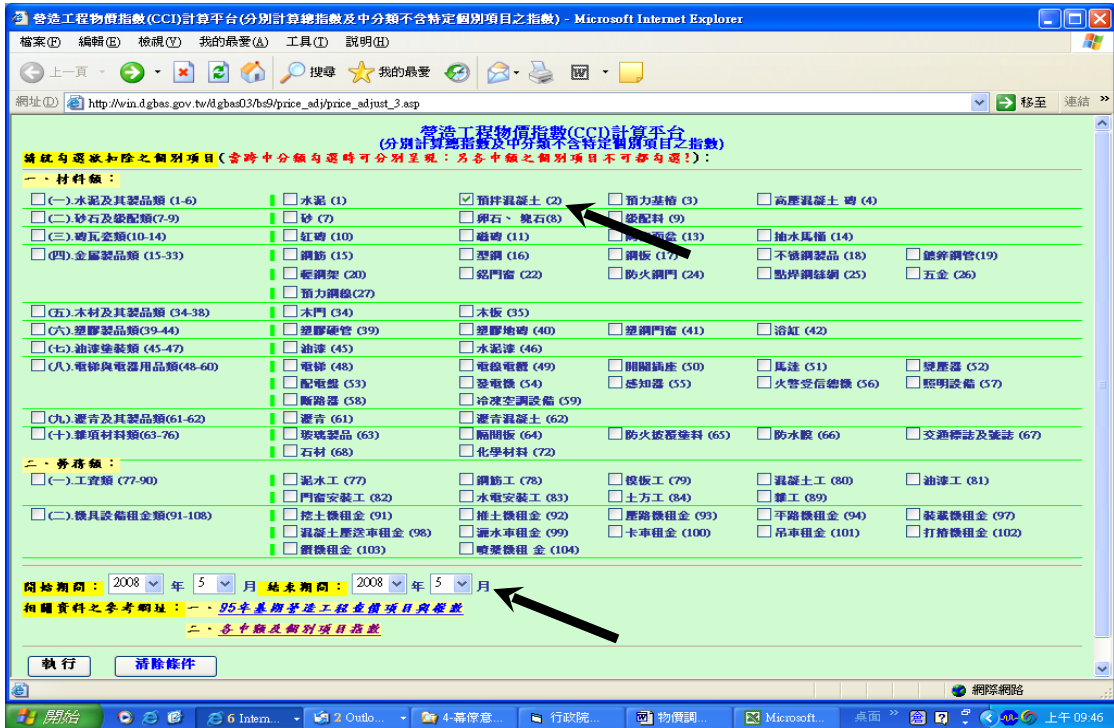 營造工程物價指數(CCI)計算平台(分別計算總指數及中分類不含特定個別項目之指數) - Microsoft Internet Explorer
檔案(F) 編輯(E) 檢視(V) 我的最愛(A) 工具(T) 說明(H)
上一頁 搜尋 我的最愛
網址(D) http://win.dgbas.gov.tw/dgbas03/bs9/price_adj/price_adjust_3.asp 移至 連結 »
營造工程物價指數(CCI)計算平台
(分別計算總指數及中分類不含特定個別項目之指數)
請就勾選欲扣除之個別項目(當跨中分類勾選時可分別呈現:另各中類之個別項目不可都勾選!):
一、材料類:
(一).水泥及其製品類 (1-6) 水泥 (1) 預拌混凝土 (2) 預力基樁 (3) 高壓混凝土 磚 (4)
(二).砂石及級配類(7-9) 砂 (7) 卵石、 塊石(8) 級配料 (9)
(三).磚瓦瓷類(10-14) 紅磚 (10) 磁磚 (11) 面盆 (13) 抽水馬桶 (14)
(四).金屬製品類 (15-33) 鋼筋 (15) 型鋼 (16) 鋼板 (17) 不銹鋼製品 (18) 鍍鋅鋼管(19)
輕鋼架 (20) 鋁門窗 (22) 防火鋼門 (24) 點焊鋼絲網 (25) 五金 (26)
預力鋼線(27)
(五).木材及其製品類 (34-38) 木門 (34) 木板 (35)
(六).塑膠製品類(39-44) 塑膠硬管 (39) 塑膠地磚 (40) 塑鋼門窗 (41) 浴缸 (42)
(七).油漆塗裝類 (45-47) 油漆 (45) 水泥漆 (46)
(八).電梯與電器用品類(48-60) 電梯 (48) 電線電纜 (49) 開關插座 (50) 馬達 (51) 變壓器 (52)
配電盤 (53) 發電機 (54) 感知器 (55) 火警受信總機 (56) 照明設備 (57)
斷路器 (58) 冷凍空調設備 (59)
(九).瀝青及其製品類(61-62) 瀝青 (61) 瀝青混凝土 (62)
(十).雜項材料類(63-76) 玻璃製品 (63) 隔間板 (64) 防火披覆塗料 (65) 防水膜 (66) 交通標誌及號誌 (67)
石材 (68) 化學材料 (72)
二、勞務類:
(一).工資類 (77-90) 泥水工 (77) 鋼筋工 (78) 模板工 (79) 混凝土工 (80) 油漆工 (81)
門窗安裝工 (82) 水電安裝工 (83) 土方工 (84) 雜工 (89)
(二).機具設備租金類(91-108) 挖土機租金 (91) 推土機租金 (92) 壓路機租金 (93) 平路機租金 (94) 裝載機租金 (97)
混凝土壓送車租金 (98) 灑水車租金 (99) 卡車租金 (100) 吊車租金 (101) 打樁機租金 (102)
鑽機租金 (103) 噴漿機租 金 (104)
開始期間: 2008 年 5 月 結束期間: 2008 年 5 月
相關資料之參考網址:一、95年基期營造工程查價項目與權數
二、各中類及個別項目指數
執行 清除條件
網際網路
開始 6 Intern... 2 Outlo... 4-幕僚意... 行政院... 物價調... Microsoft... 桌面 » 上午 09:46